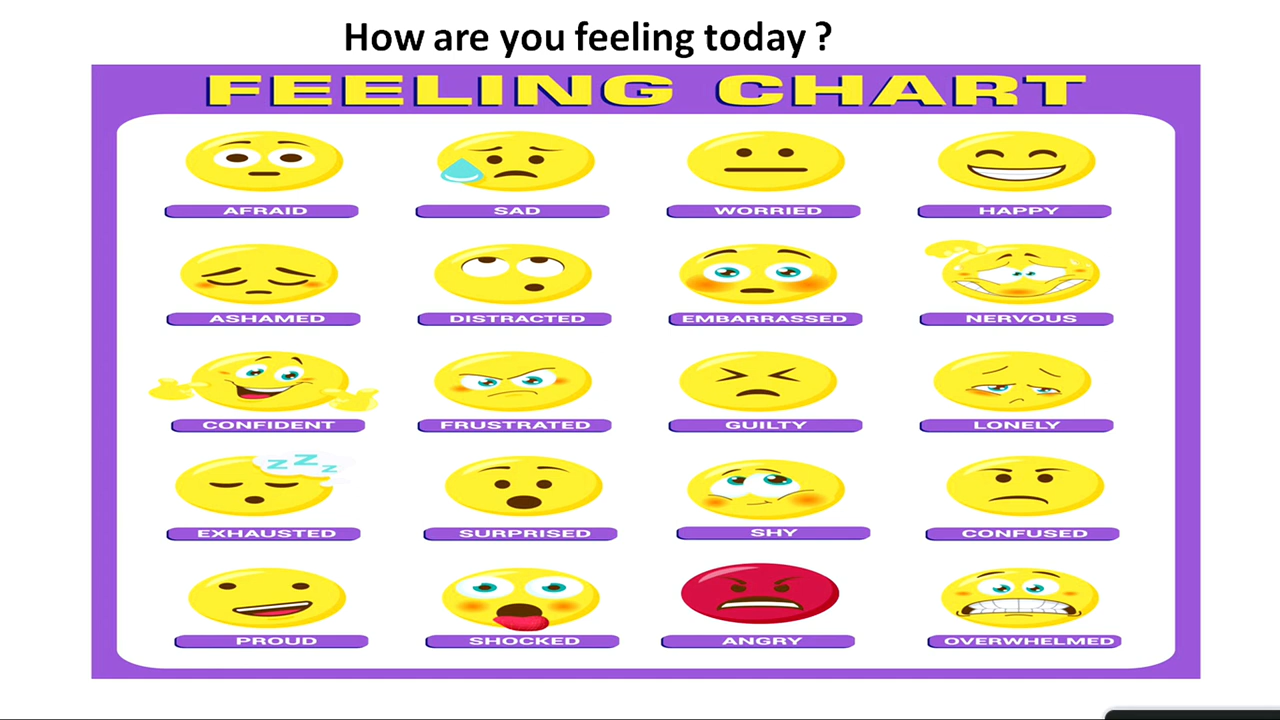 How are you feeling today ?
FEELING CHART
AFRAID SAD WORRIED HAPPY
ASHAMED DISTRACTED EMBARRASSED NERVOUS
CONFIDENT FRUSTRATED GUILTY LONELY
Z Z Z
EXHAUSTED SURPRISED SHY CONFUSED
PROUD SHOCKED ANGRY OVERWHELMED